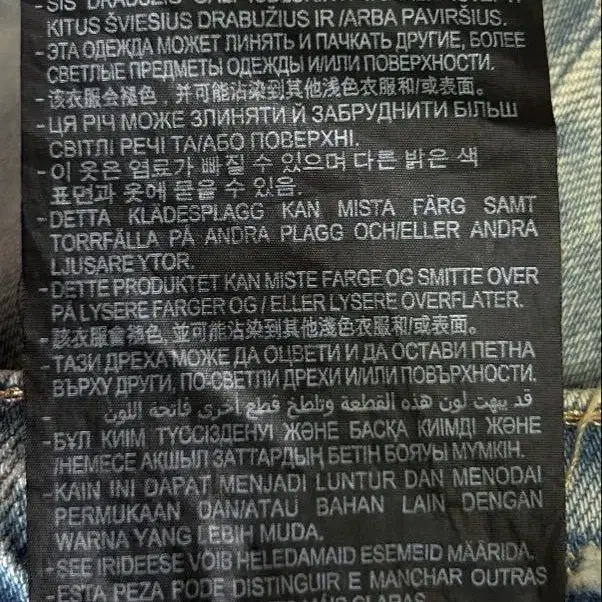 KITUS ŠVIESIUS DRABUŽIUS IR /ARBA PAVIRŠIUS.
-ЭТА ОДЕЖДА МОЖЕТ ЛИНЯТЬ И ПАЧКАТЬ ДРУГИЕ, БОЛЕЕ
СВЕТЛЫЕ ПРЕДМЕТЫ ОДЕЖДЫ И/ИЛИ ПОВЕРХНОСТИ.
-该衣服会褪色，并可能沾染到其他浅色衣服和/或表面。
-ЦЯ РІЧ МОЖЕ ЗЛИНЯТИ Й ЗАБРУДНИТИ БІЛЬШ
СВІТЛІ РЕЧІ ТА/АБО ПОВЕРХНІ.
-이 옷은 염료가 빠질 수 있으며 다른 밝은 색
표면과 옷에 묻을 수 있음.
-DETTA KLÄDESPLAGG KAN MISTA FÄRG SAMT
TORRFÄLLA PÅ ANDRA PLAGG OCH/ELLER ANDRA
LJUSARE YTOR.
-DETTE PRODUKTET KAN MISTE FARGE OG SMITTE OVER
PÅ LYSERE FARGER OG / ELLER LYSERE OVERFLATER.
-該衣服會褪色, 並可能沾染到其他淺色衣服和/或表面。
-ТАЗИ ДРЕХА МОЖЕ ДА ОЦВЕТИ И ДА ОСТАВИ ПЕТНА
ВЪРХУ ДРУГИ, ПО-СВЕТЛИ ДРЕХИ И/ИЛИ ПОВЪРХНОСТИ.
- قد يبهت لون هذه القطعة وتلطخ قطع أخرى فاتحة اللون
-БҰЛ КИІМ ТҮССІЗДЕНУІ ЖӘНЕ БАСҚА КИІМДІ ЖӘНЕ
/НЕМЕСЕ АҚШЫЛ ЗАТТАРДЫҢ БЕТІН БОЯУЫ МҮМКІН.
-KAIN INI DAPAT MENJADI LUNTUR DAN MENODAI
PERMUKAAN DAN/ATAU BAHAN LAIN DENGAN
WARNA YANG LEBIH MUDA.
-SEE IRIDEESE VÕIB HELEDAMAID ESEMEID MÄÄRIDA.
-ESTA PEZA PODE DISTINGUIR E MANCHAR OUTRAS